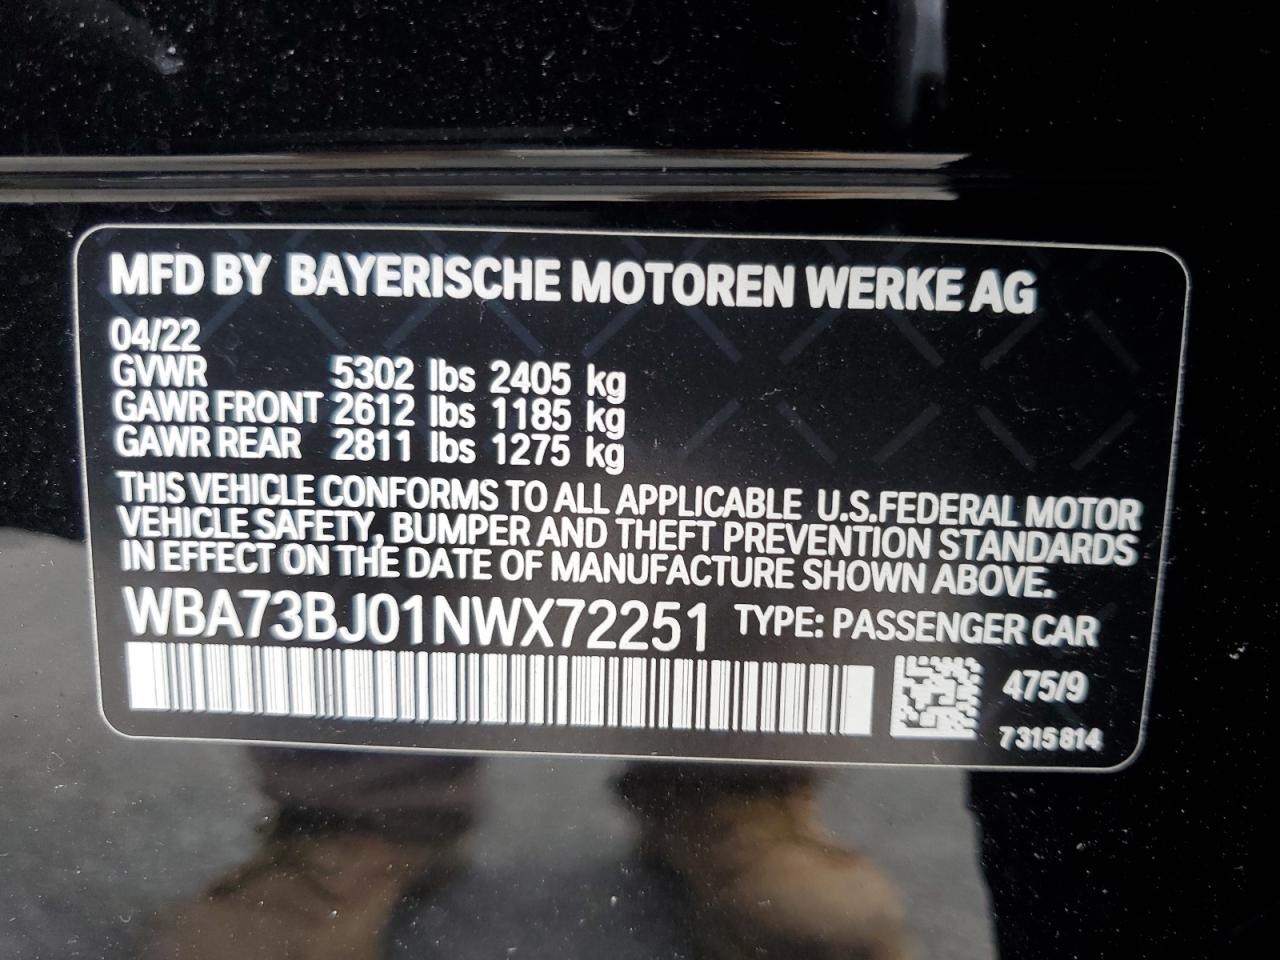 MFD BY BAYERISCHE MOTOREN WERKE AG
04/22
GVWR 5302 lbs 2405 kg
GAWR FRONT 2612 lbs 1185 kg
GAWR REAR 2811 lbs 1275 kg
THIS VEHICLE CONFORMS TO ALL APPLICABLE U.S.FEDERAL MOTOR
VEHICLE SAFETY, BUMPER AND THEFT PREVENTION STANDARDS
IN EFFECT ON THE DATE OF MANUFACTURE SHOWN ABOVE.
WBA73BJ01NWX72251 TYPE: PASSENGER CAR
475/9
7315814